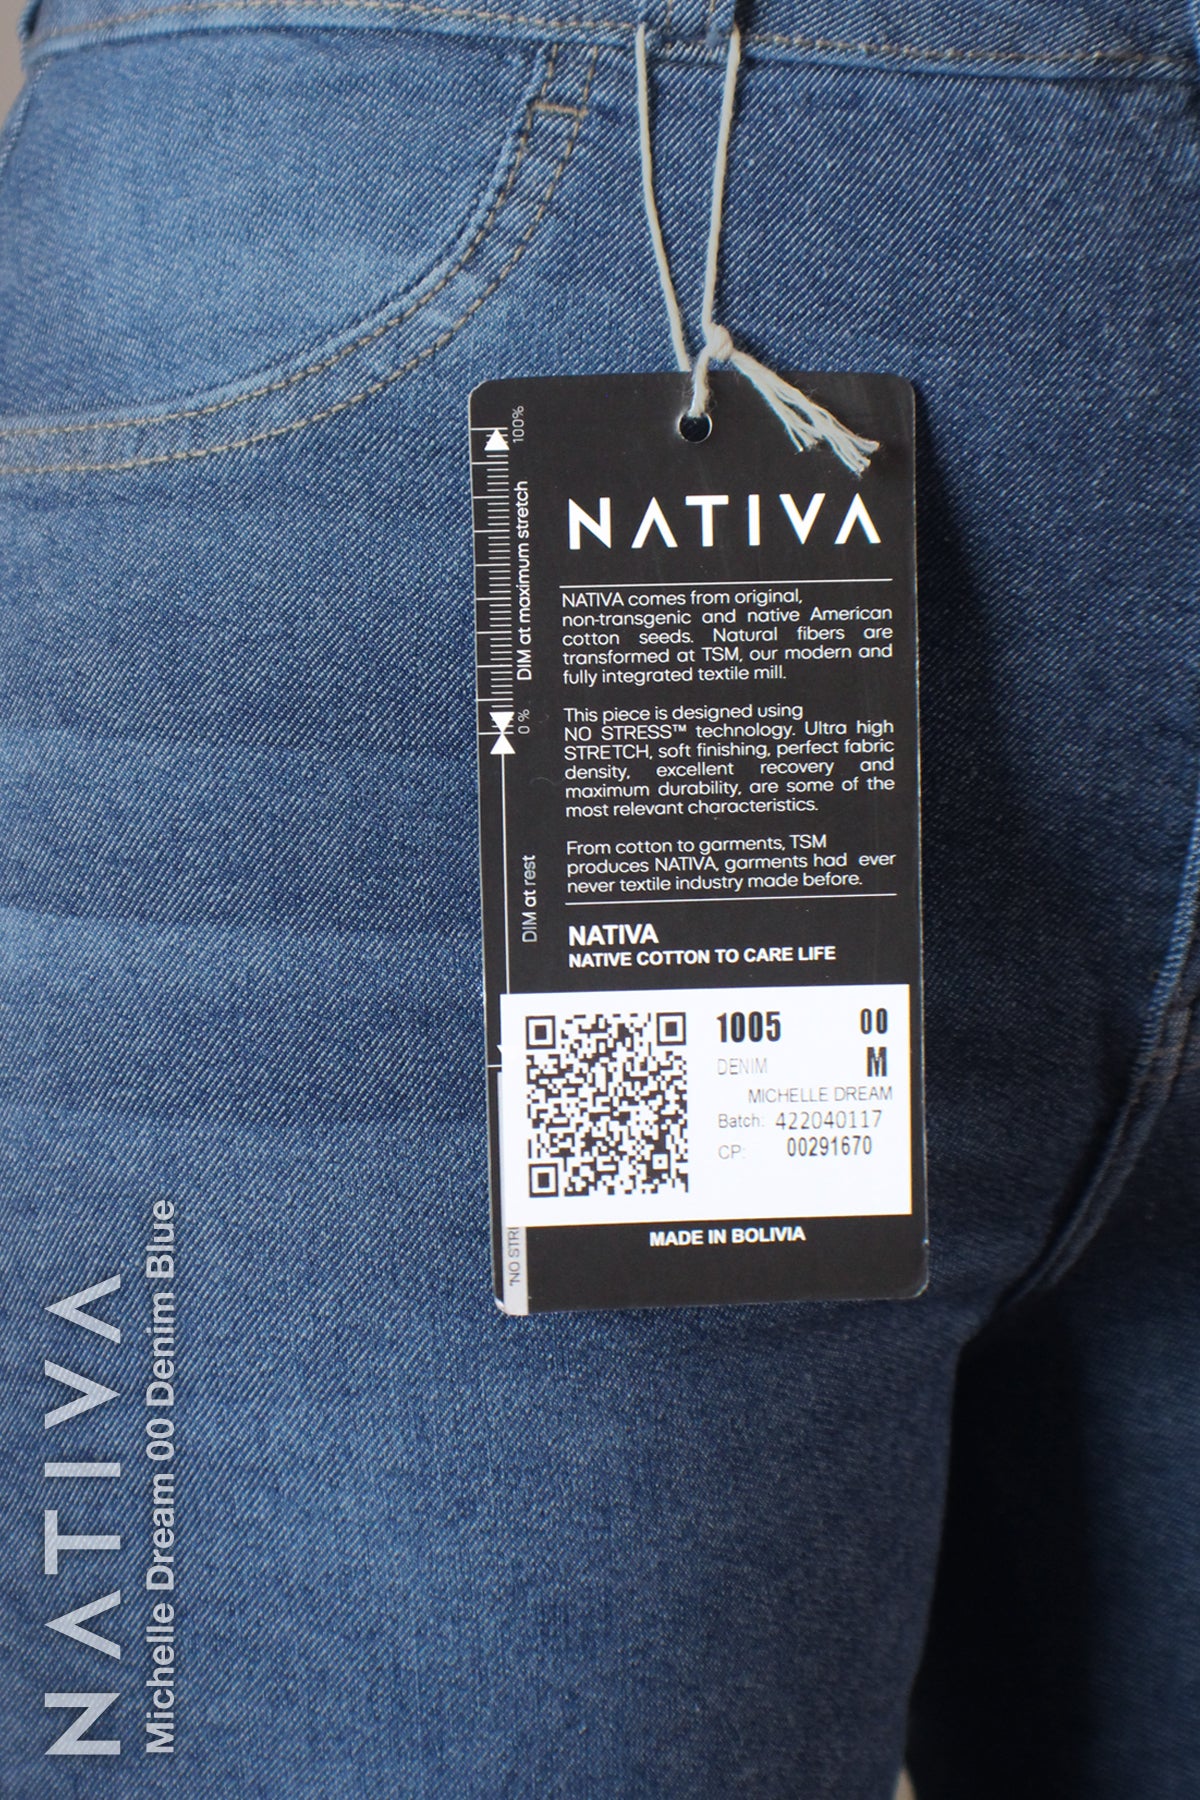 100%
DIM at maximum stretch
0%
DIM at rest
NATIVA
NATIVA comes from original,
non-transgenic and native American
cotton seeds. Natural fibers are
transformed at TSM, our modern and
fully integrated textile mill.
This piece is designed using
NO STRESS™ technology. Ultra high
STRETCH, soft finishing, perfect fabric
density, excellent recovery and
maximum durability, are some of the
most relevant characteristics.
From cotton to garments, TSM
produces NATIVA, garments had ever
never textile industry made before.
NATIVA
NATIVE COTTON TO CARE LIFE
1005 00
DENIM M
MICHELLE DREAM
Batch: 422040117
CP: 00291670
"NO STRE
MADE IN BOLIVIA
NATIVA
Michelle Dream 00 Denim Blue